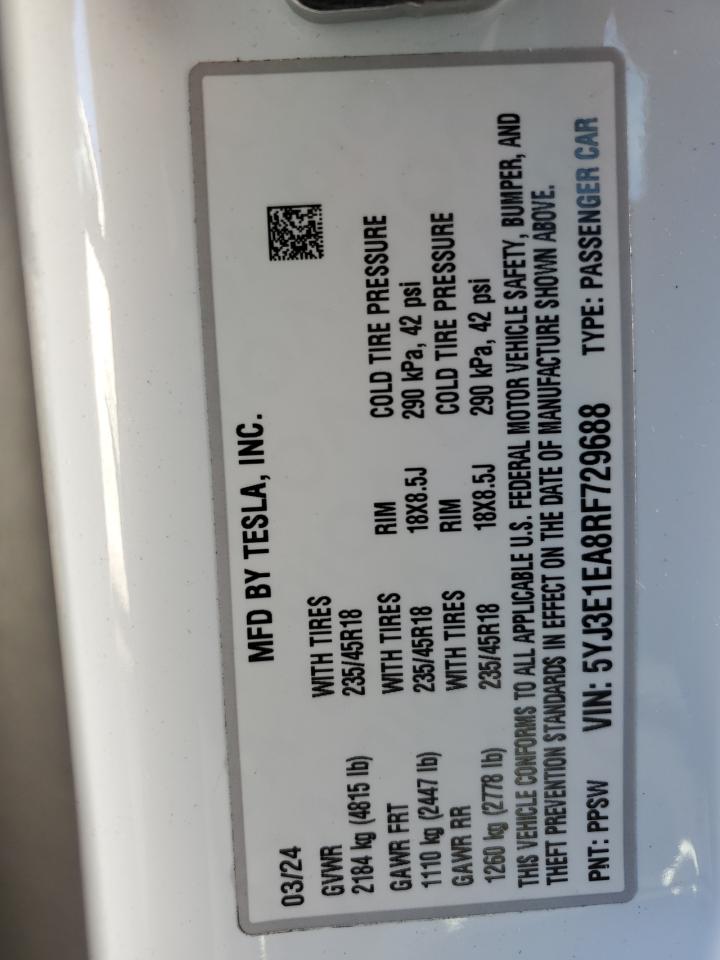 MFD BY TESLA, INC.
03/24
GVWR WITH TIRES
2184 kg (4815 lb) 235/45R18 RIM COLD TIRE PRESSURE
GAWR FRT WITH TIRES 18X8.5J 290 kPa, 42 psi
1110 kg (2447 lb) 235/45R18 RIM COLD TIRE PRESSURE
GAWR RR WITH TIRES 18X8.5J 290 kPa, 42 psi
1260 kg (2778 lb) 235/45R18
THIS VEHICLE CONFORMS TO ALL APPLICABLE U.S. FEDERAL MOTOR VEHICLE SAFETY, BUMPER, AND
THEFT PREVENTION STANDARDS IN EFFECT ON THE DATE OF MANUFACTURE SHOWN ABOVE.
PNT: PPSW VIN: 5YJ3E1EA8RF729688 TYPE: PASSENGER CAR